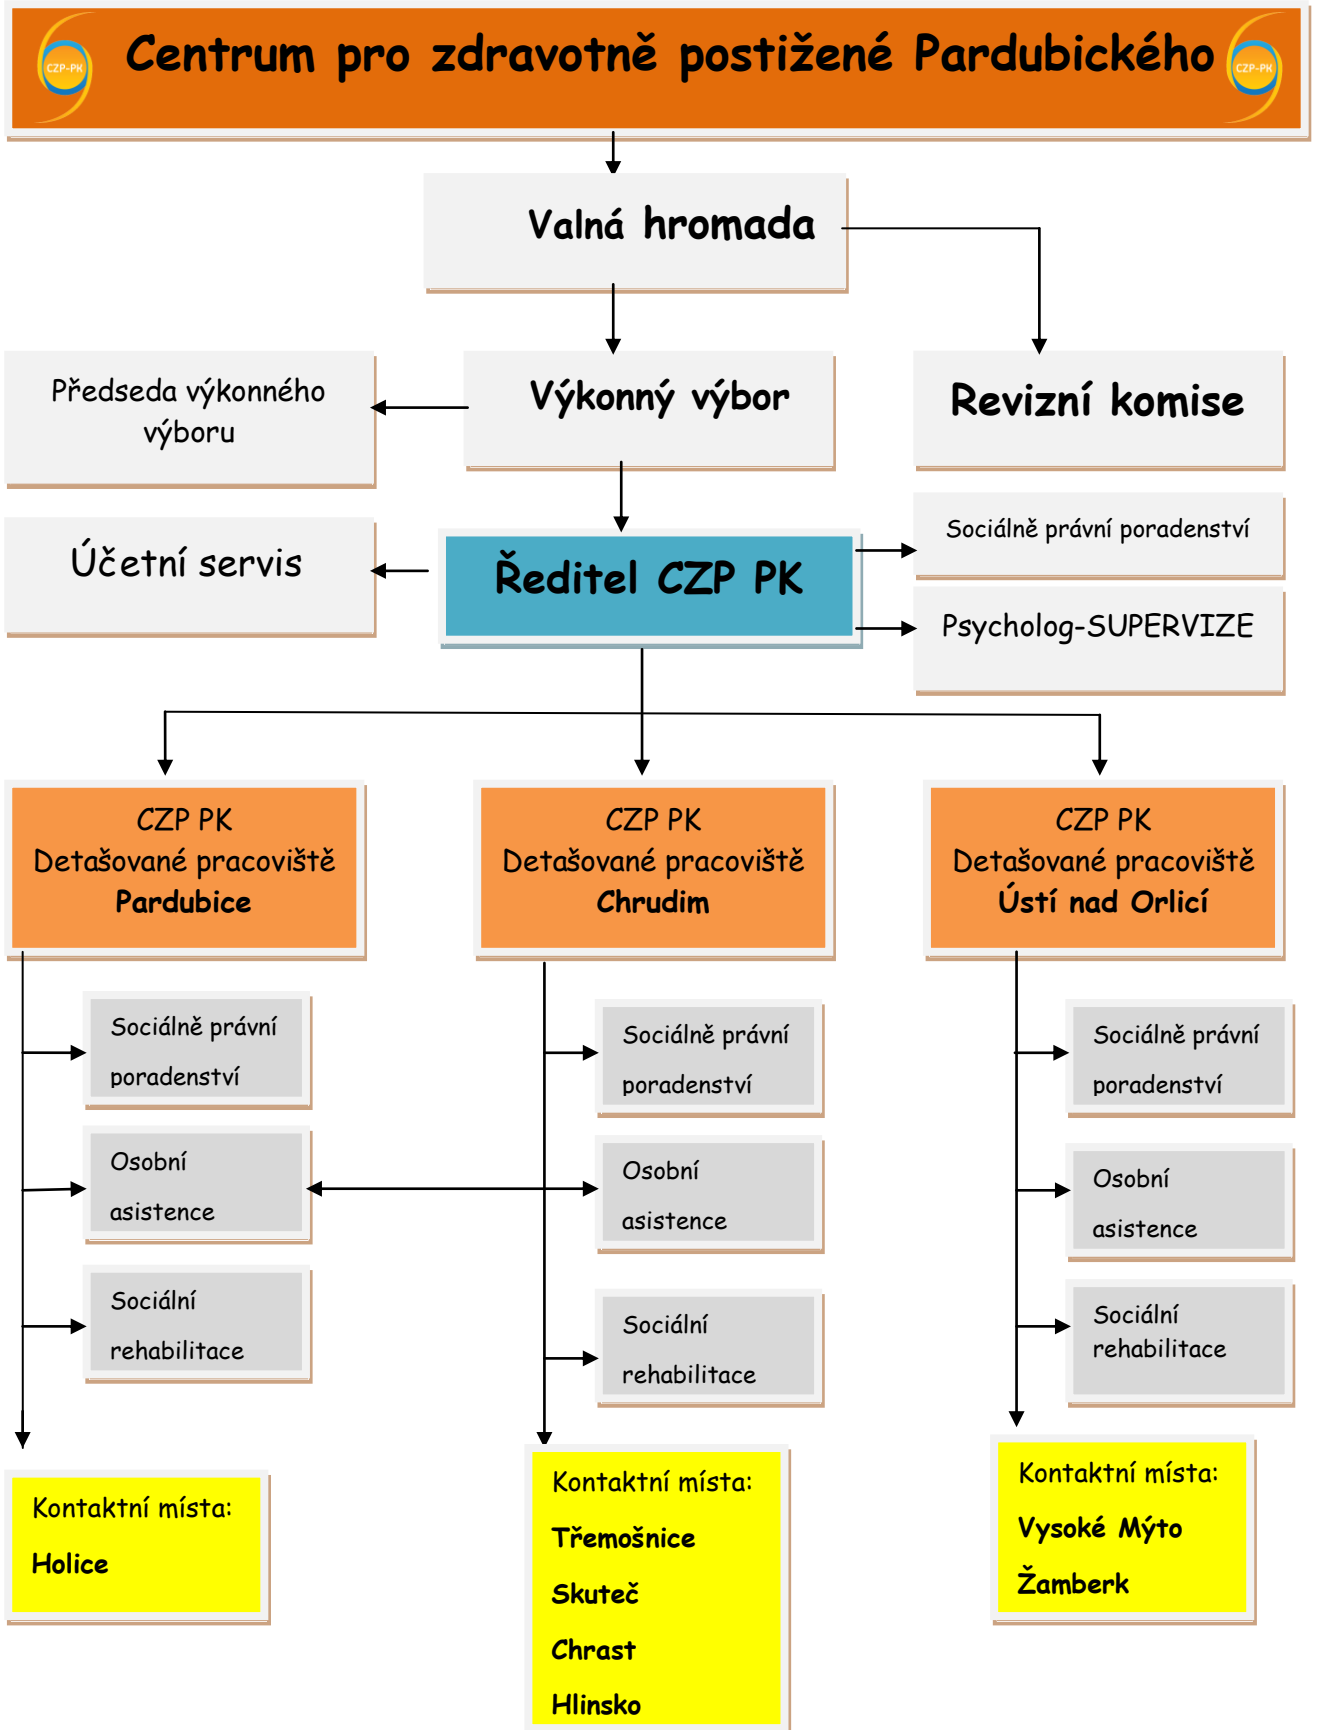 Centrum pro zdravotně postižené Pardubického
CZP-PK
CZP-PK
Valná hromada
Předseda výkonného
výboru
Výkonný výbor
Revizní komise
Účetní servis
Ředitel CZP PK
Sociálně právní poradenství
Psycholog-SUPERVIZE
CZP PK
Detašované pracoviště
Pardubice
CZP PK
Detašované pracoviště
Chrudim
CZP PK
Detašované pracoviště
Ústí nad Orlicí
Sociálně právní
poradenství
Osobní
asistence
Sociální
rehabilitace
Sociálně právní
poradenství
Osobní
asistence
Sociální
rehabilitace
Sociálně právní
poradenství
Osobní
asistence
Sociální
rehabilitace
Kontaktní místa:
Holice
Kontaktní místa:
Třemošnice
Skuteč
Chrast
Hlinsko
Kontaktní místa:
Vysoké Mýto
Žamberk